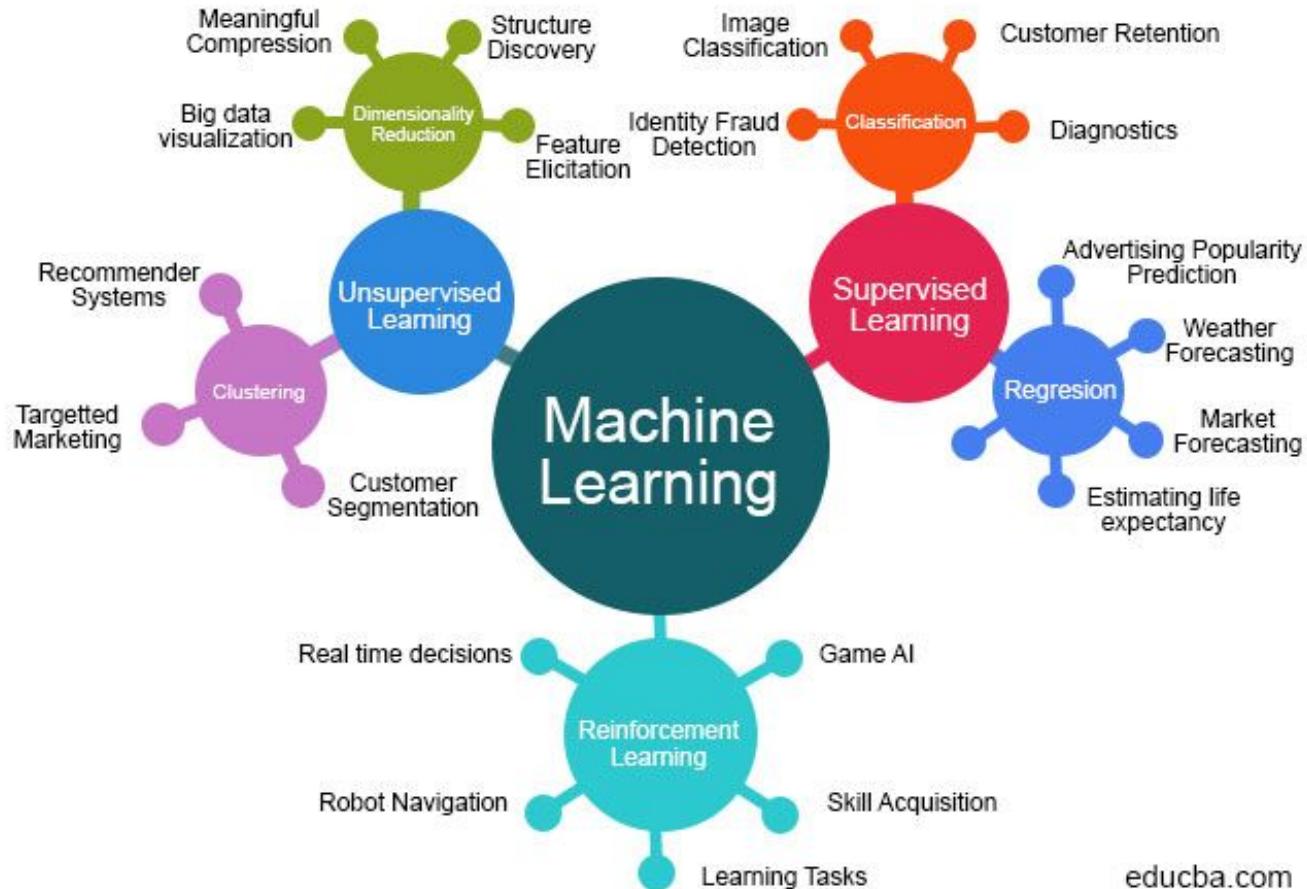 Meaningful
Compression
Structure
Discovery
Big data
visualization
Dimensionality
Reduction
Feature
Elicitation
Image
Classification
Customer Retention
Identity Fraud
Detection
Classification
Diagnostics
Recommender
Systems
Unsupervised
Learning
Clustering
Targetted
Marketing
Customer
Segmentation
Supervised
Learning
Advertising Popularity
Prediction
Weather
Forecasting
Regresion
Market
Forecasting
Estimating life
expectancy
Machine
Learning
Real time decisions
Game AI
Reinforcement
Learning
Robot Navigation
Skill Acquisition
Learning Tasks
educba.com